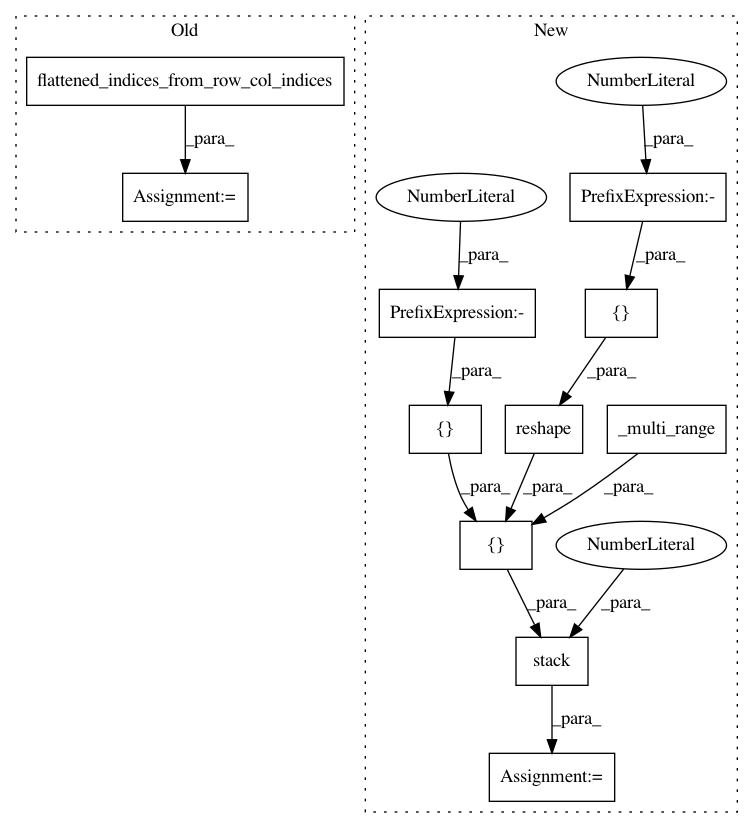 Old
New
flattened_indices_from_row_col_indices
NumberLiteral
_para_
_para_
Assignment:=
NumberLiteral
PrefixExpression:-
_para_
_para_
PrefixExpression:-
{}
_para_
_para_
{}
reshape
_multi_range
_para_
_para_
_para_
{}
NumberLiteral
_para_
_para_
stack
_para_
Assignment:=